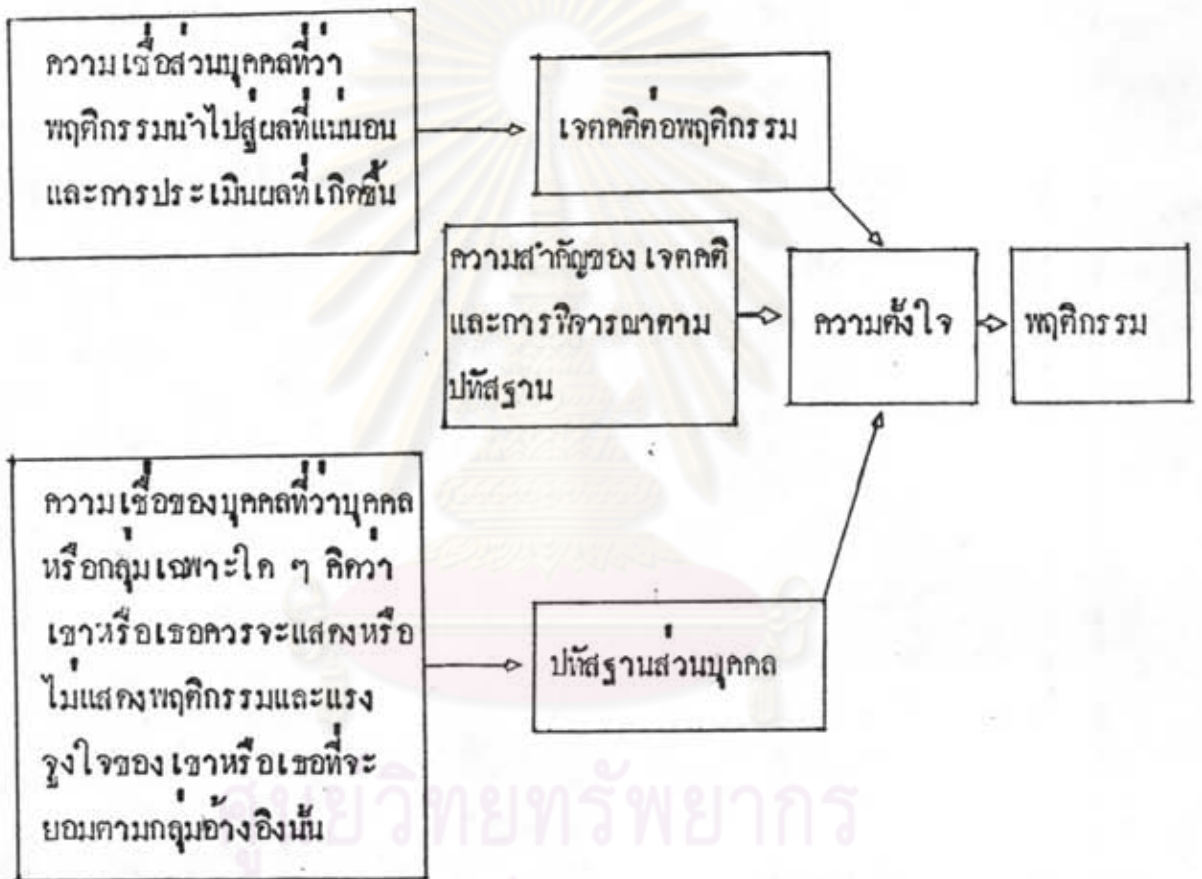 ความเชื่อส่วนบุคคลที่ว่า
พฤติกรรมนำไปสู่ผลที่แน่นอน
และการประเมินผลที่เกิดขึ้น
เจตคติต่อพฤติกรรม
ความสำคัญของเจตคติ
และการพิจารณาตาม
ปทัสฐาน
ความตั้งใจ
พฤติกรรม
ความเชื่อของบุคคลที่ว่าบุคคล
หรือกลุ่มเฉพาะใด ๆ คิดว่า
เขาหรือเธอควรจะแสดงหรือ
ไม่แสดงพฤติกรรมและแรง
จูงใจของเขาหรือเธอที่จะ
ยอมตามกลุ่มอ้างอิงนั้น
ปทัสฐานส่วนบุคคล
ศูนย์วิทยทรัพยากร